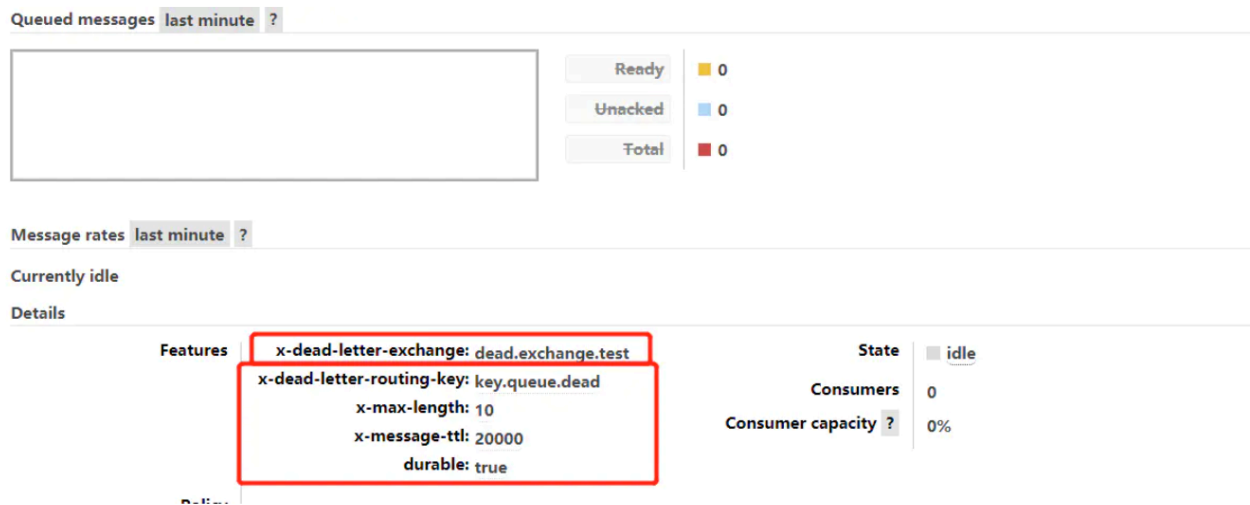 Queued messages last minute ?
Ready 0
Unacked 0
Total 0
Message rates last minute ?
Currently idle
Details
Features x-dead-letter-exchange: dead.exchange.test State idle
x-dead-letter-routing-key: key.queue.dead Consumers 0
x-max-length: 10 Consumer capacity ? 0%
x-message-ttl: 20000
durable: true